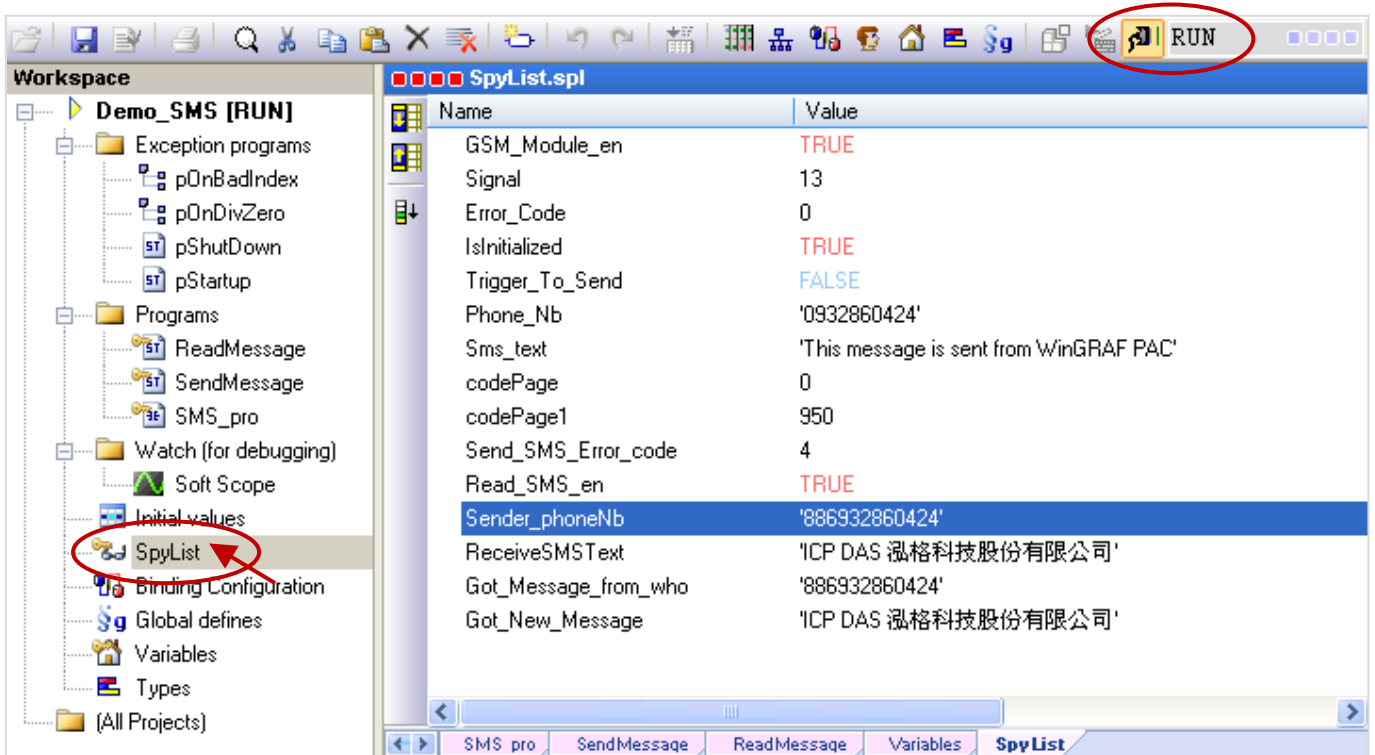 RUN
Workspace
Demo_SMS [RUN]
Exception programs
pOnBadIndex
pOnDivZero
pShutDown
pStartup
Programs
ReadMessage
SendMessage
SMS_pro
Watch (for debugging)
Soft Scope
Initial values
SpyList
Binding Configuration
Global defines
Variables
Types
(All Projects)
SpyList.spl
Name Value
GSM_Module_en TRUE
Signal 13
Error_Code 0
IsInitialized TRUE
Trigger_To_Send FALSE
Phone_Nb '0932860424'
Sms_text 'This message is sent from WinGRAF PAC'
codePage 0
codePage1 950
Send_SMS_Error_code 4
Read_SMS_en TRUE
Sender_phoneNb '886932860424'
ReceiveSMSText 'ICP DAS 泓格科技股份有限公司'
Got_Message_from_who '886932860424'
Got_New_Message 'ICP DAS 泓格科技股份有限公司'
SMS_pro SendMessage ReadMessage Variables SpyList